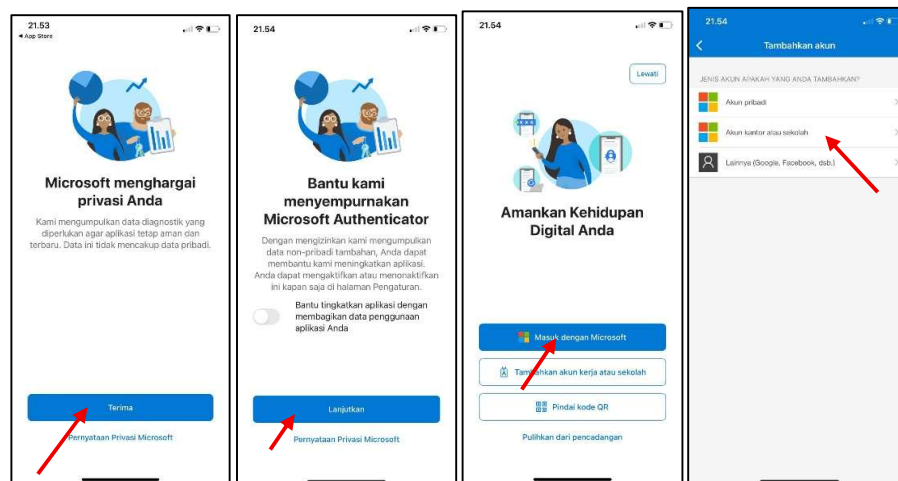 21.53
◀ App Store
Microsoft menghargai
privasi Anda
Kami mengumpulkan data diagnostik yang
diperlukan agar aplikasi tetap aman dan
terbaru. Data ini tidak mencakup data pribadi.
Terima
Pernyataan Privasi Microsoft
21.54
Bantu kami
menyempurnakan
Microsoft Authenticator
Dengan mengizinkan kami mengumpulkan
data non-pribadi tambahan, Anda dapat
membantu kami meningkatkan aplikasi.
Anda dapat mengaktifkan atau menonaktifkan
ini kapan saja di halaman Pengaturan.
Bantu tingkatkan aplikasi dengan
membagikan data penggunaan
aplikasi Anda
Lanjutkan
Pernyataan Privasi Microsoft
21.54
Lewati
Amankan Kehidupan
Digital Anda
Masuk dengan Microsoft
Tambahkan akun kerja atau sekolah
Pindai kode QR
Pulihkan dari pencadangan
21.54
Tambahkan akun
JENIS AKUN APAKAH YANG ANDA TAMBAHKAN?
Akun pribadi
Akun kantor atau sekolah
Lainnya (Google, Facebook, dsb.)